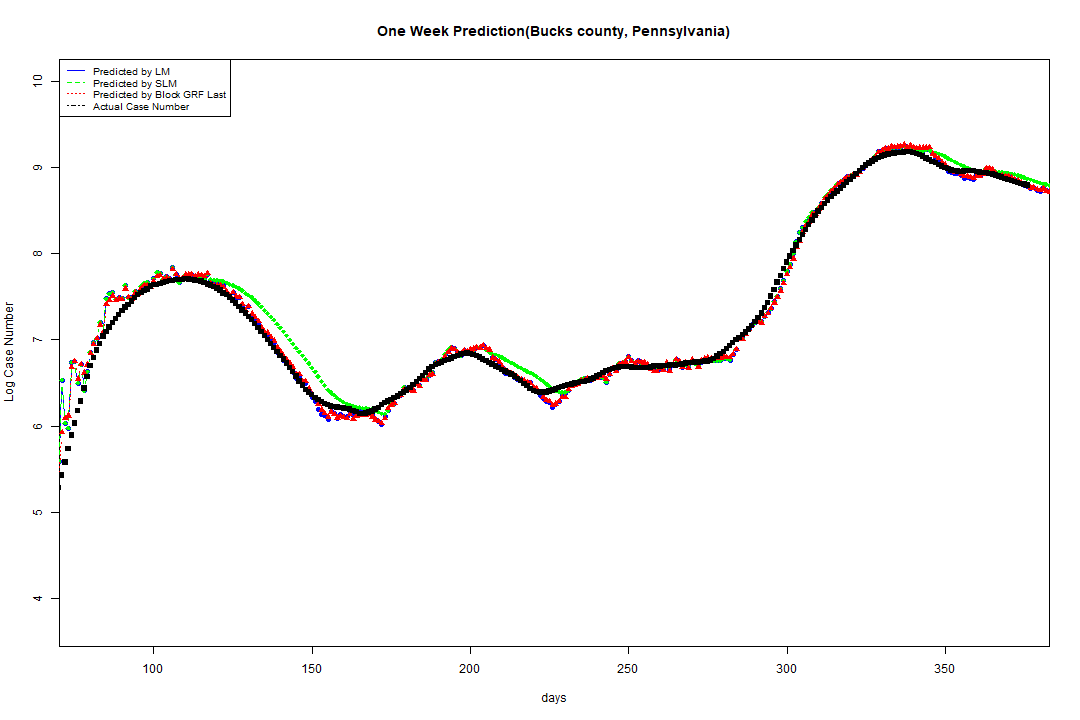 One Week Prediction(Bucks county, Pennsylvania)
Predicted by LM
Predicted by SLM
Predicted by Block GRF Last
Actual Case Number
10
9
8
7
6
5
4
Log Case Number
100 150 200 250 300 350
days